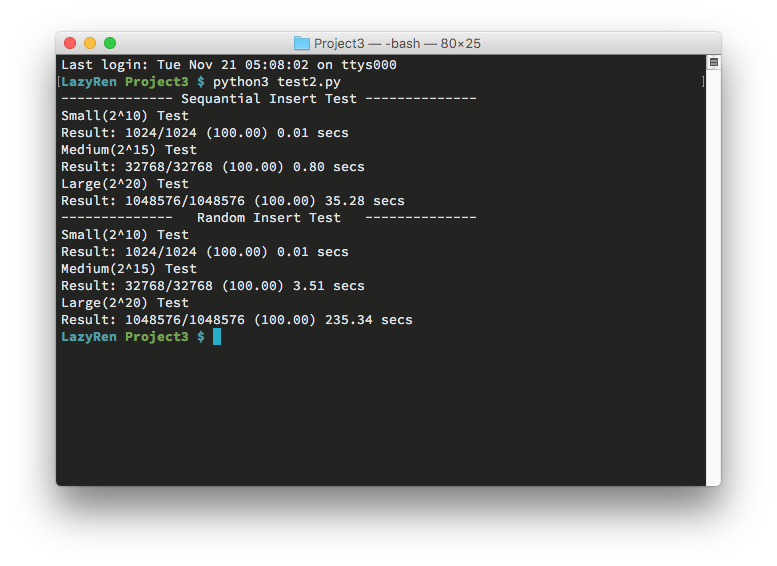 Project3 — -bash — 80×25
Last login: Tue Nov 21 05:08:02 on ttys000
[LazyRen Project3 $ python3 test2.py ]
-------------- Sequantial Insert Test --------------
Small(2^10) Test
Result: 1024/1024 (100.00) 0.01 secs
Medium(2^15) Test
Result: 32768/32768 (100.00) 0.80 secs
Large(2^20) Test
Result: 1048576/1048576 (100.00) 35.28 secs
--------------   Random Insert Test   --------------
Small(2^10) Test
Result: 1024/1024 (100.00) 0.01 secs
Medium(2^15) Test
Result: 32768/32768 (100.00) 3.51 secs
Large(2^20) Test
Result: 1048576/1048576 (100.00) 235.34 secs
LazyRen Project3 $